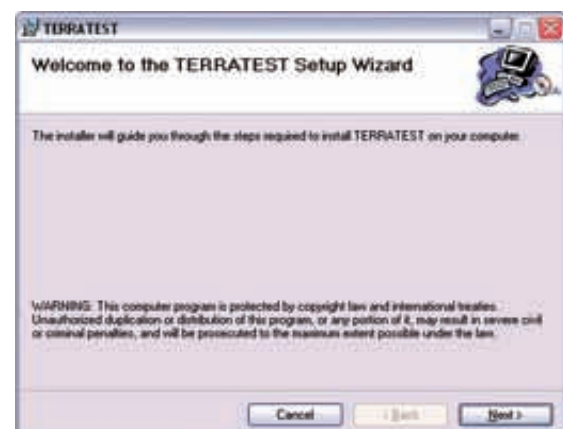 TERRATEST
Welcome to the TERRATEST Setup Wizard
The installer will guide you through the steps required to install TERRATEST on your computer.
WARNING: This computer program is protected by copyright law and international treaties.
Unauthorized duplication or distribution of this program, or any portion of it, may result in severe civil
or criminal penalties, and will be prosecuted to the maximum extent possible under the law.
Cancel
< Back
Next >